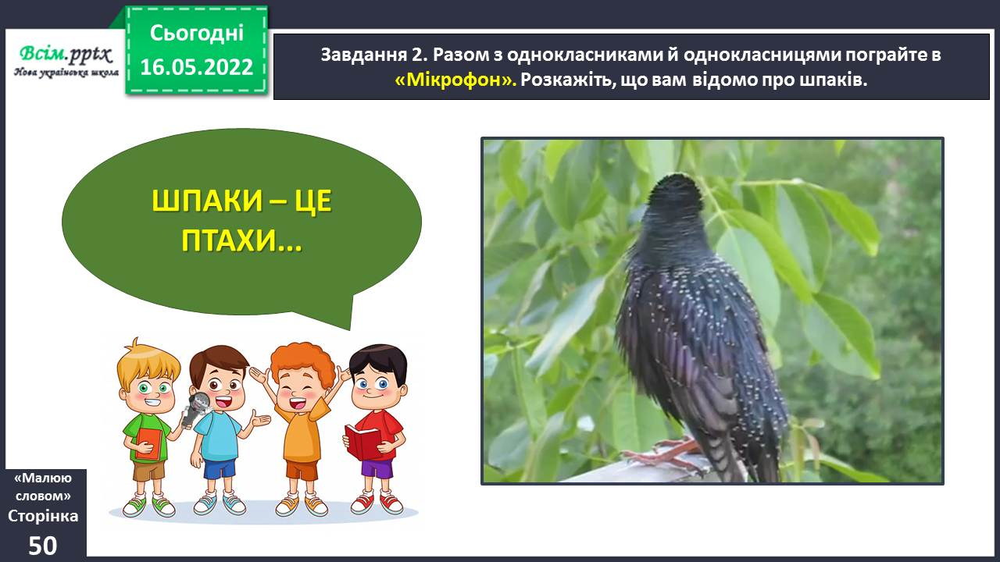 Всім.pptx
Нова українська школа
Сьогодні
16.05.2022
Завдання 2. Разом з однокласниками й однокласницями пограйте в
«Мікрофон». Розкажіть, що вам відомо про шпаків.
ШПАКИ – ЦЕ
ПТАХИ...
«Малюю
словом»
Сторінка
50